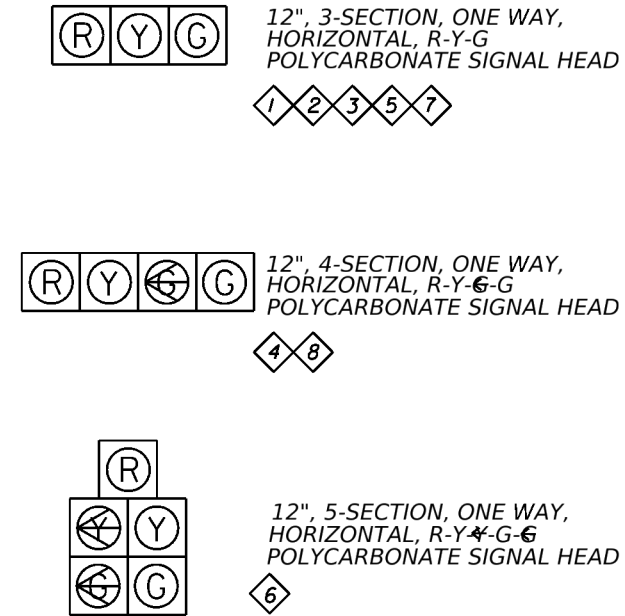 R Y G
12", 3-SECTION, ONE WAY,
HORIZONTAL, R-Y-G
POLYCARBONATE SIGNAL HEAD
1 2 3 5 7
R Y G G
12", 4-SECTION, ONE WAY,
HORIZONTAL, R-Y-G-G
POLYCARBONATE SIGNAL HEAD
4 8
R
Y Y
G G
12", 5-SECTION, ONE WAY,
HORIZONTAL, R-Y-Y-G-G
POLYCARBONATE SIGNAL HEAD
6